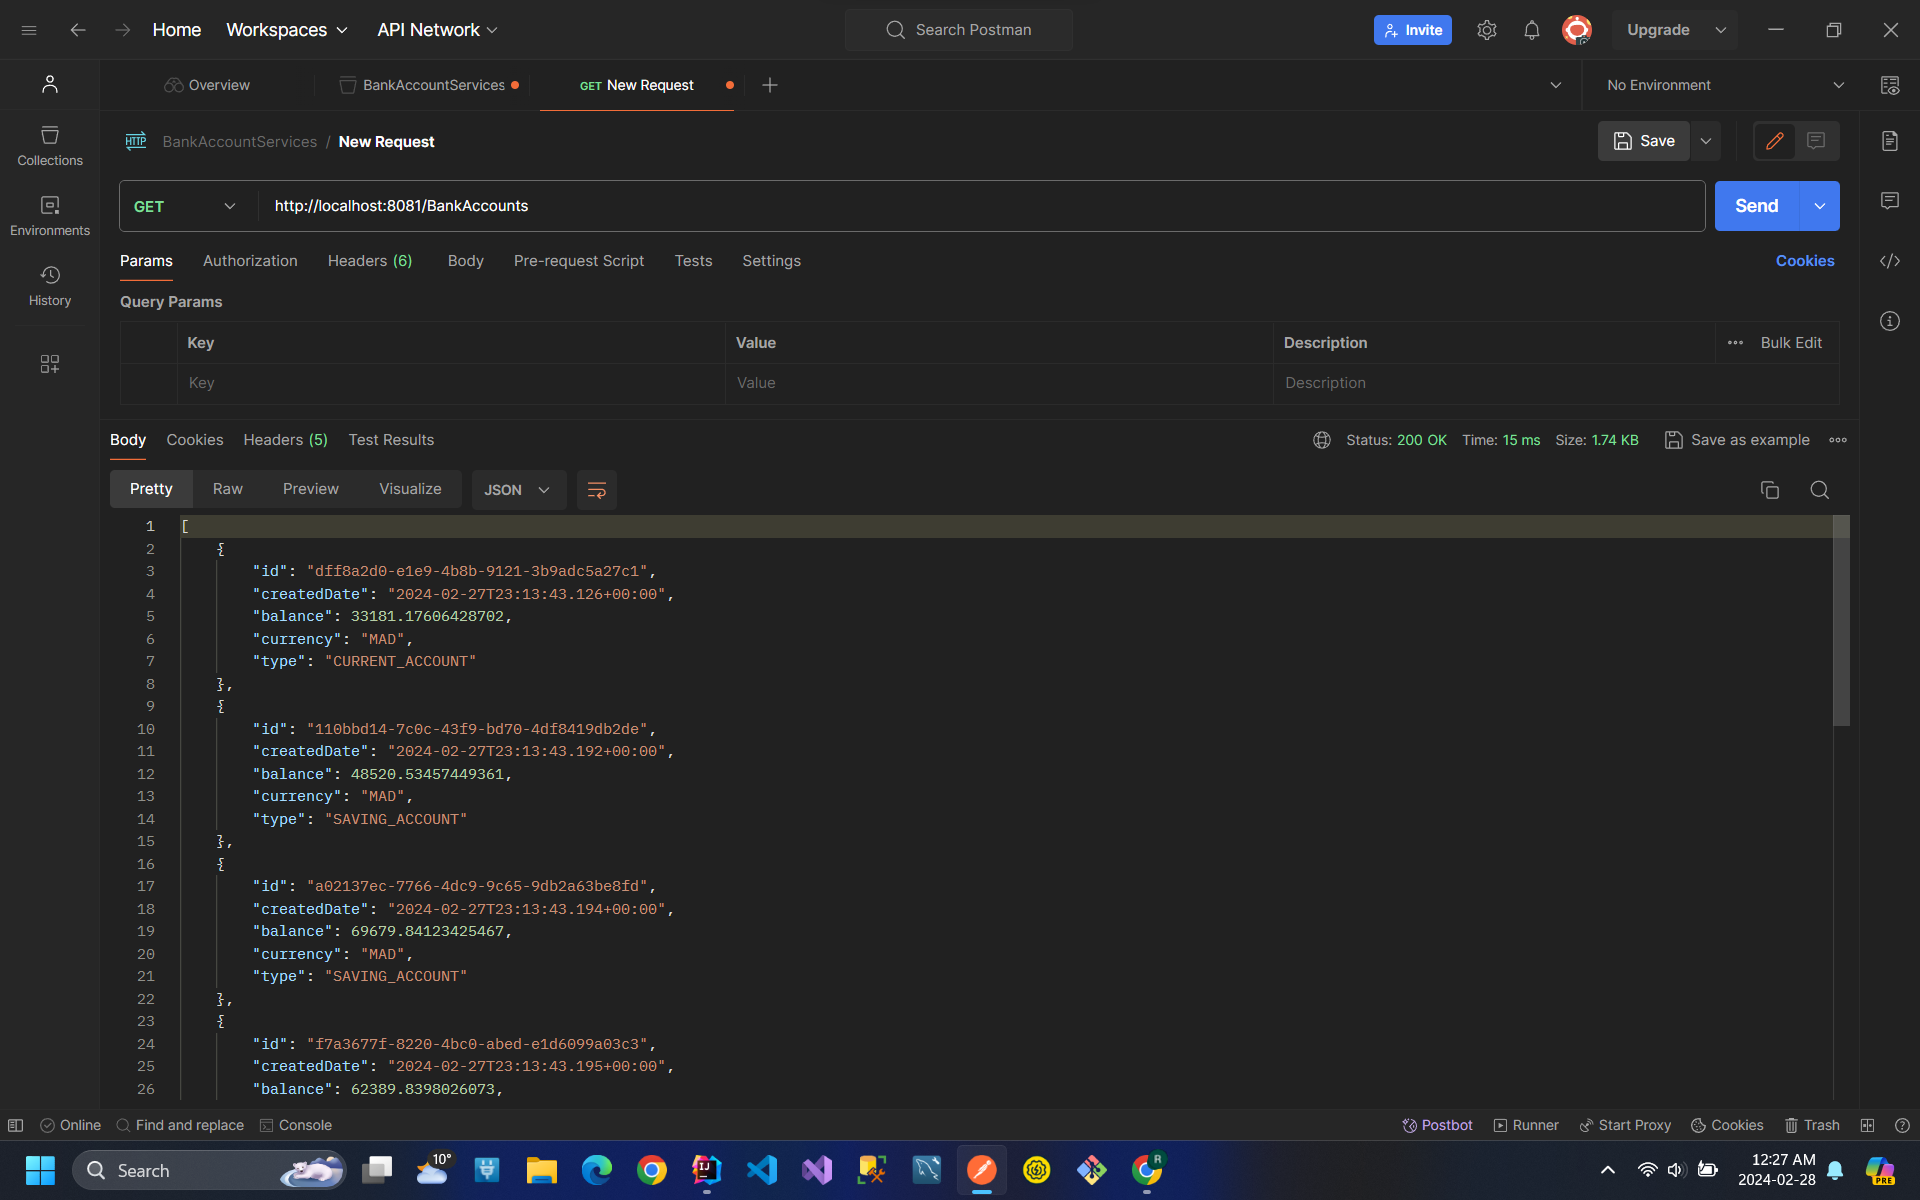 Home Workspaces API Network Search Postman Invite Upgrade
Overview BankAccountServices GET New Request No Environment
HTTP BankAccountServices / New Request Save
Collections
Environments
History
GET http://localhost:8081/BankAccounts Send
Params Authorization Headers (6) Body Pre-request Script Tests Settings Cookies
Query Params
Key Value Description Bulk Edit
Key Value Description
Body Cookies Headers (5) Test Results Status: 200 OK Time: 15 ms Size: 1.74 KB Save as example
Pretty Raw Preview Visualize JSON
1 [
2 {
3 "id": "dff8a2d0-e1e9-4b8b-9121-3b9adc5a27c1",
4 "createdDate": "2024-02-27T23:13:43.126+00:00",
5 "balance": 33181.17606428702,
6 "currency": "MAD",
7 "type": "CURRENT_ACCOUNT"
8 },
9 {
10 "id": "110bbd14-7c0c-43f9-bd70-4df8419db2de",
11 "createdDate": "2024-02-27T23:13:43.192+00:00",
12 "balance": 48520.53457449361,
13 "currency": "MAD",
14 "type": "SAVING_ACCOUNT"
15 },
16 {
17 "id": "a02137ec-7766-4dc9-9c65-9db2a63be8fd",
18 "createdDate": "2024-02-27T23:13:43.194+00:00",
19 "balance": 69679.84123425467,
20 "currency": "MAD",
21 "type": "SAVING_ACCOUNT"
22 },
23 {
24 "id": "f7a3677f-8220-4bc0-abed-e1d6099a03c3",
25 "createdDate": "2024-02-27T23:13:43.195+00:00",
26 "balance": 62389.8398026073,
Online Find and replace Console Postbot Runner Start Proxy Cookies Trash
Search 10° IJ R PRE
12:27 AM
2024-02-28